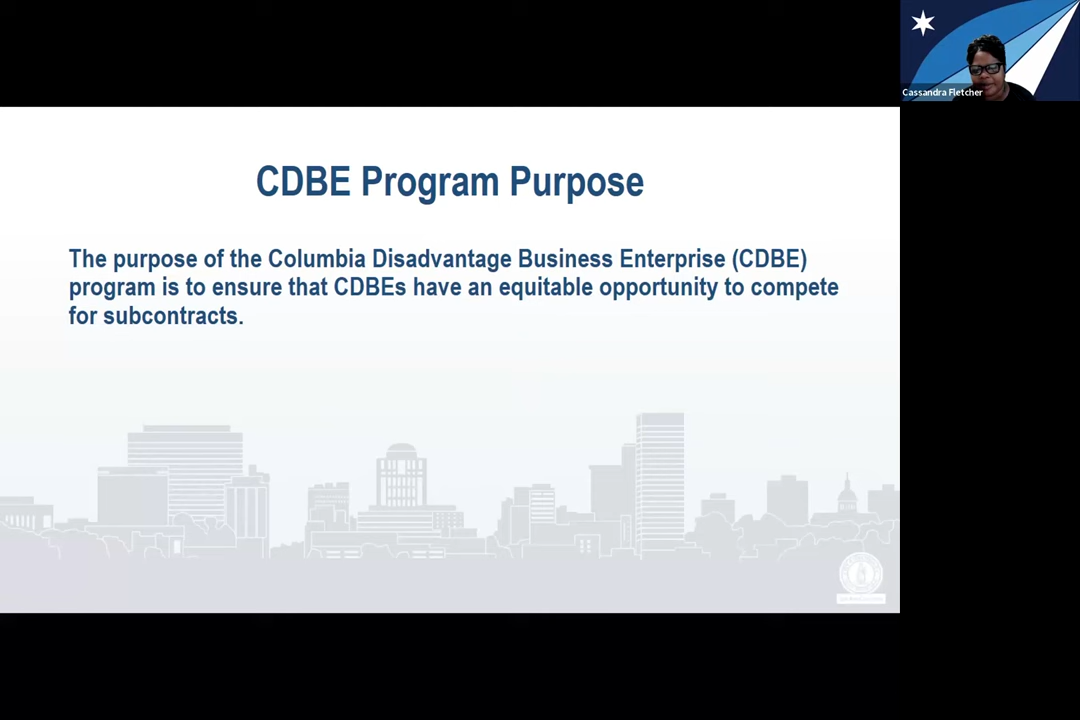 Cassandra Fletcher
CDBE Program Purpose
The purpose of the Columbia Disadvantage Business Enterprise (CDBE)
program is to ensure that CDBEs have an equitable opportunity to compete
for subcontracts.